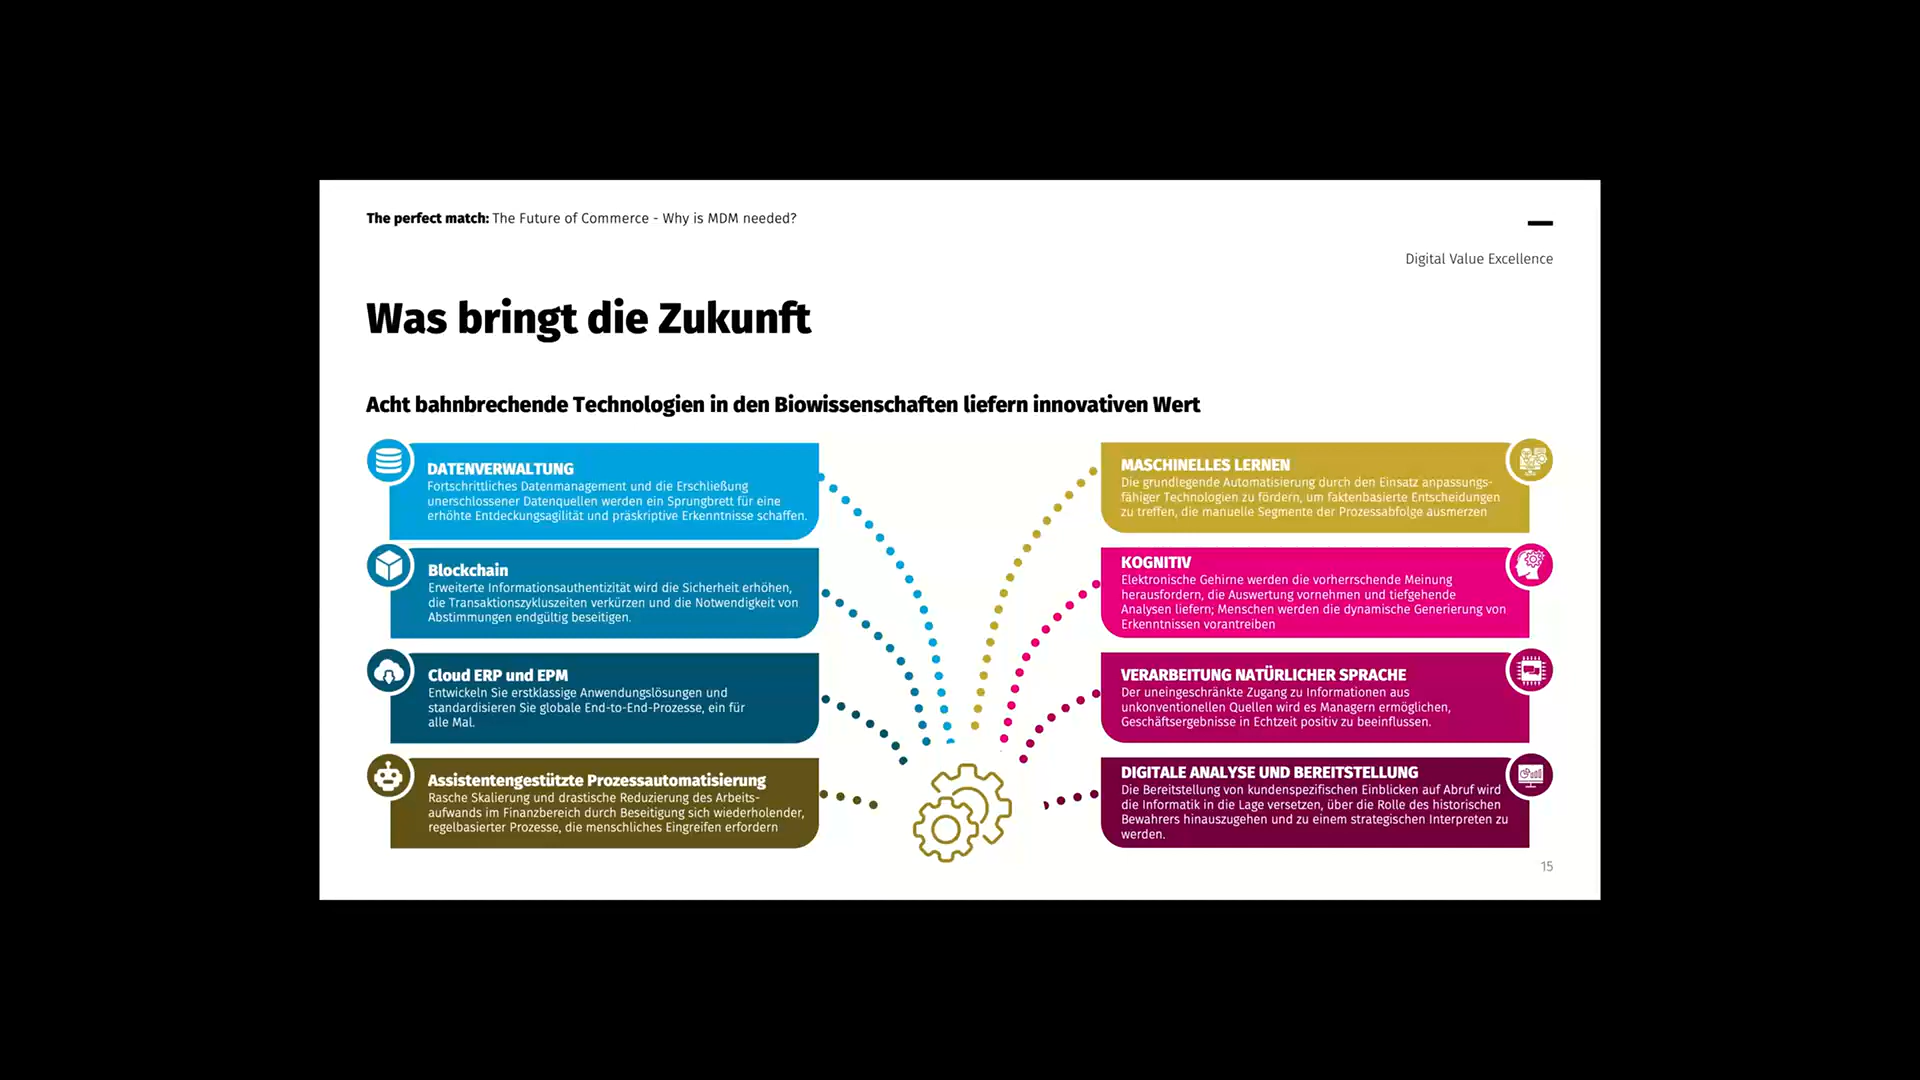 The perfect match: The Future of Commerce - Why is MDM needed?
Digital Value Excellence
Was bringt die Zukunft
Acht bahnbrechende Technologien in den Biowissenschaften liefern innovativen Wert
DATENVERWALTUNG
Fortschrittliches Datenmanagement und die Erschließung
unerschlossener Datenquellen werden ein Sprungbrett für eine
erhöhte Entdeckungsagilität und präskriptive Erkenntnisse schaffen.
Blockchain
Erweiterte Informationsauthentizität wird die Sicherheit erhöhen,
die Transaktionszykluszeiten verkürzen und die Notwendigkeit von
Abstimmungen endgültig beseitigen.
Cloud ERP und EPM
Entwickeln Sie erstklassige Anwendungslösungen und
standardisieren Sie globale End-to-End-Prozesse, ein für
alle Mal.
Assistentengestützte Prozessautomatisierung
Rasche Skalierung und drastische Reduzierung des Arbeits-
aufwands im Finanzbereich durch Beseitigung sich wiederholender,
regelbasierter Prozesse, die menschliches Eingreifen erfordern
MASCHINELLES LERNEN
Die grundlegende Automatisierung durch den Einsatz anpassungs-
fähiger Technologien zu fördern, um faktenbasierte Entscheidungen
zu treffen, die manuelle Segmente der Prozessabfolge ausmerzen
KOGNITIV
Elektronische Gehirne werden die vorherrschende Meinung
herausfordern, die Auswertung vornehmen und tiefgehende
Analysen liefern; Menschen werden die dynamische Generierung von
Erkenntnissen vorantreiben
VERARBEITUNG NATÜRLICHER SPRACHE
Der uneingeschränkte Zugang zu Informationen aus
unkonventionellen Quellen wird es Managern ermöglichen,
Geschäftsergebnisse in Echtzeit positiv zu beeinflussen.
DIGITALE ANALYSE UND BEREITSTELLUNG
Die Bereitstellung von kundenspezifischen Einblicken auf Abruf wird
die Informatik in die Lage versetzen, über die Rolle des historischen
Bewahrers hinauszugehen und zu einem strategischen Interpreten zu
werden.
15